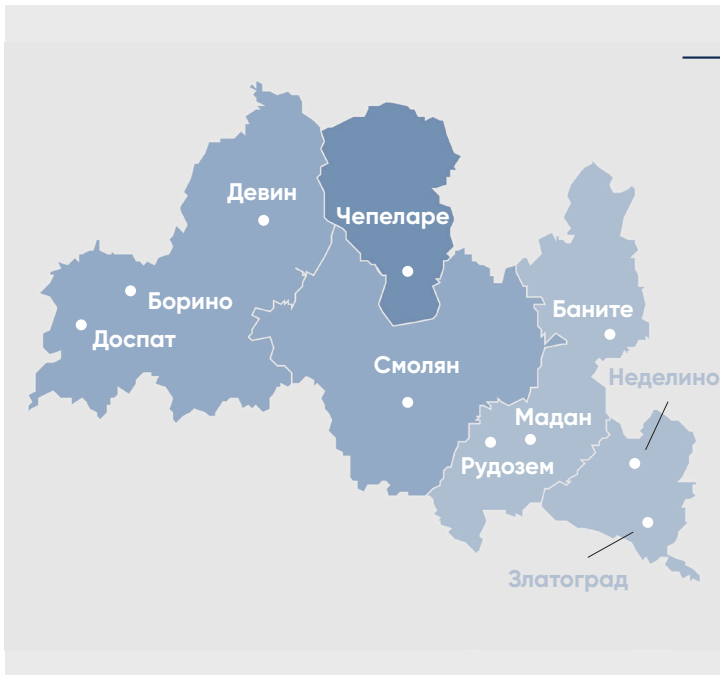 Девин
Чепеларе
Борино
Баните
Доспат
Смолян
Неделино
Мадан
Рудозем
Златоград